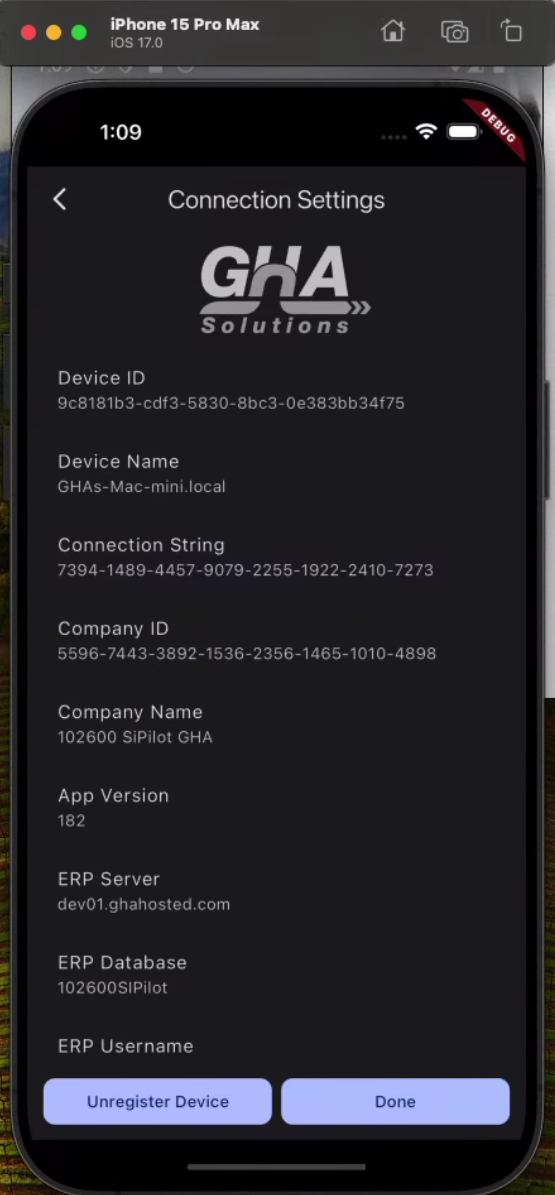 iPhone 15 Pro Max
iOS 17.0
1:09
DEBUG
Connection Settings
GHA
Solutions
Device ID
9c8181b3-cdf3-5830-8bc3-0e383bb34f75
Device Name
GHAs-Mac-mini.local
Connection String
7394-1489-4457-9079-2255-1922-2410-7273
Company ID
5596-7443-3892-1536-2356-1465-1010-4898
Company Name
102600 SiPilot GHA
App Version
182
ERP Server
dev01.ghahosted.com
ERP Database
102600SIPilot
ERP Username
Unregister Device
Done